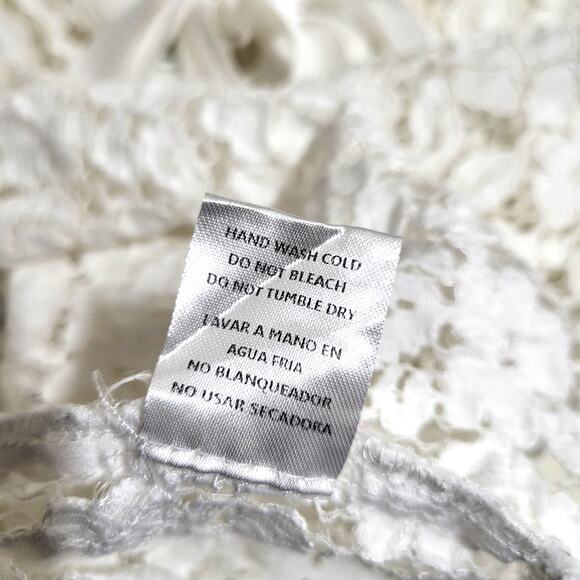 HAND WASH COLD
DO NOT BLEACH
DO NOT TUMBLE DRY
LAVAR A MANO EN
AGUA FRIA
NO BLANQUEADOR
NO USAR SECADORA